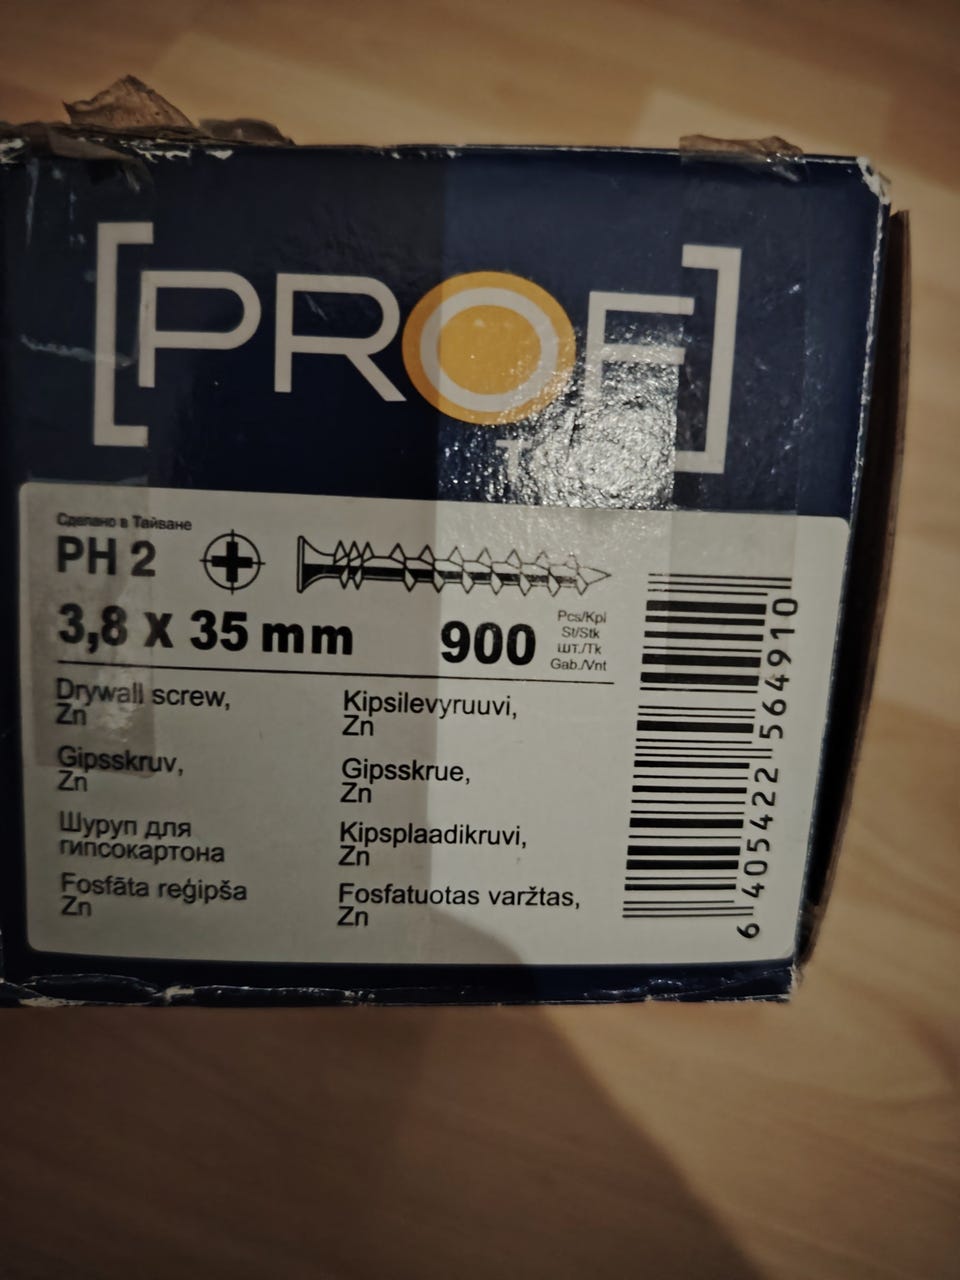 [PROF]
Сделано в Тайване
PH 2
3,8 x 35 mm
900
Pcs/Kpl
St/Stk
шт./Tk
Gab./Vnt
Drywall screw,
Zn
Gipsskruv,
Zn
Шуруп для
гипсокартона
Fosfāta reģipša
Zn
Kipsilevyruuvi,
Zn
Gipsskrue,
Zn
Kipsplaadikruvi,
Zn
Fosfatuotas varžtas,
Zn
6 405422 564910